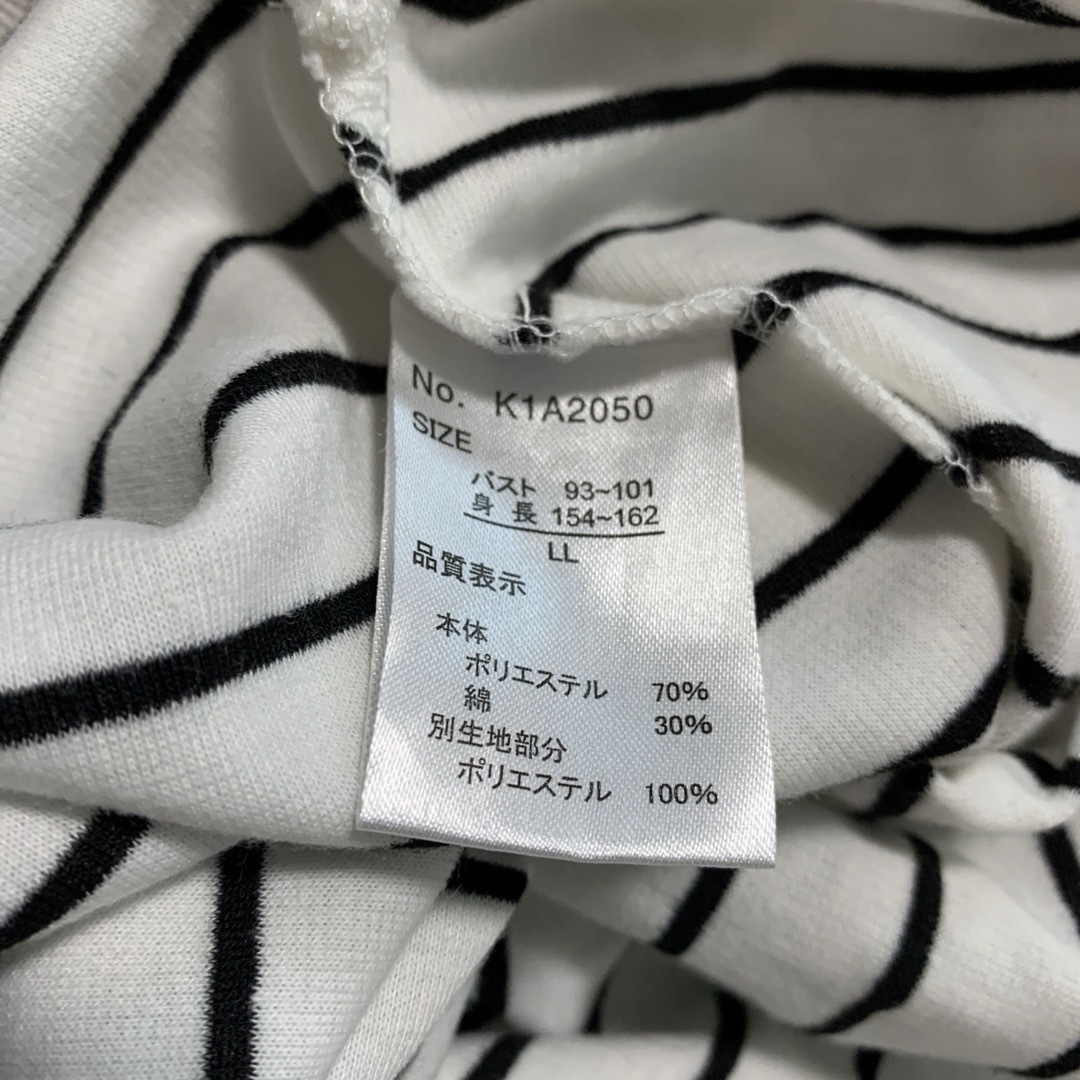 No. K1A2050
SIZE
バスト 93~101
身 長 154~162
LL
品質表示
本体
ポリエステル 70%
綿 30%
別生地部分
ポリエステル 100%